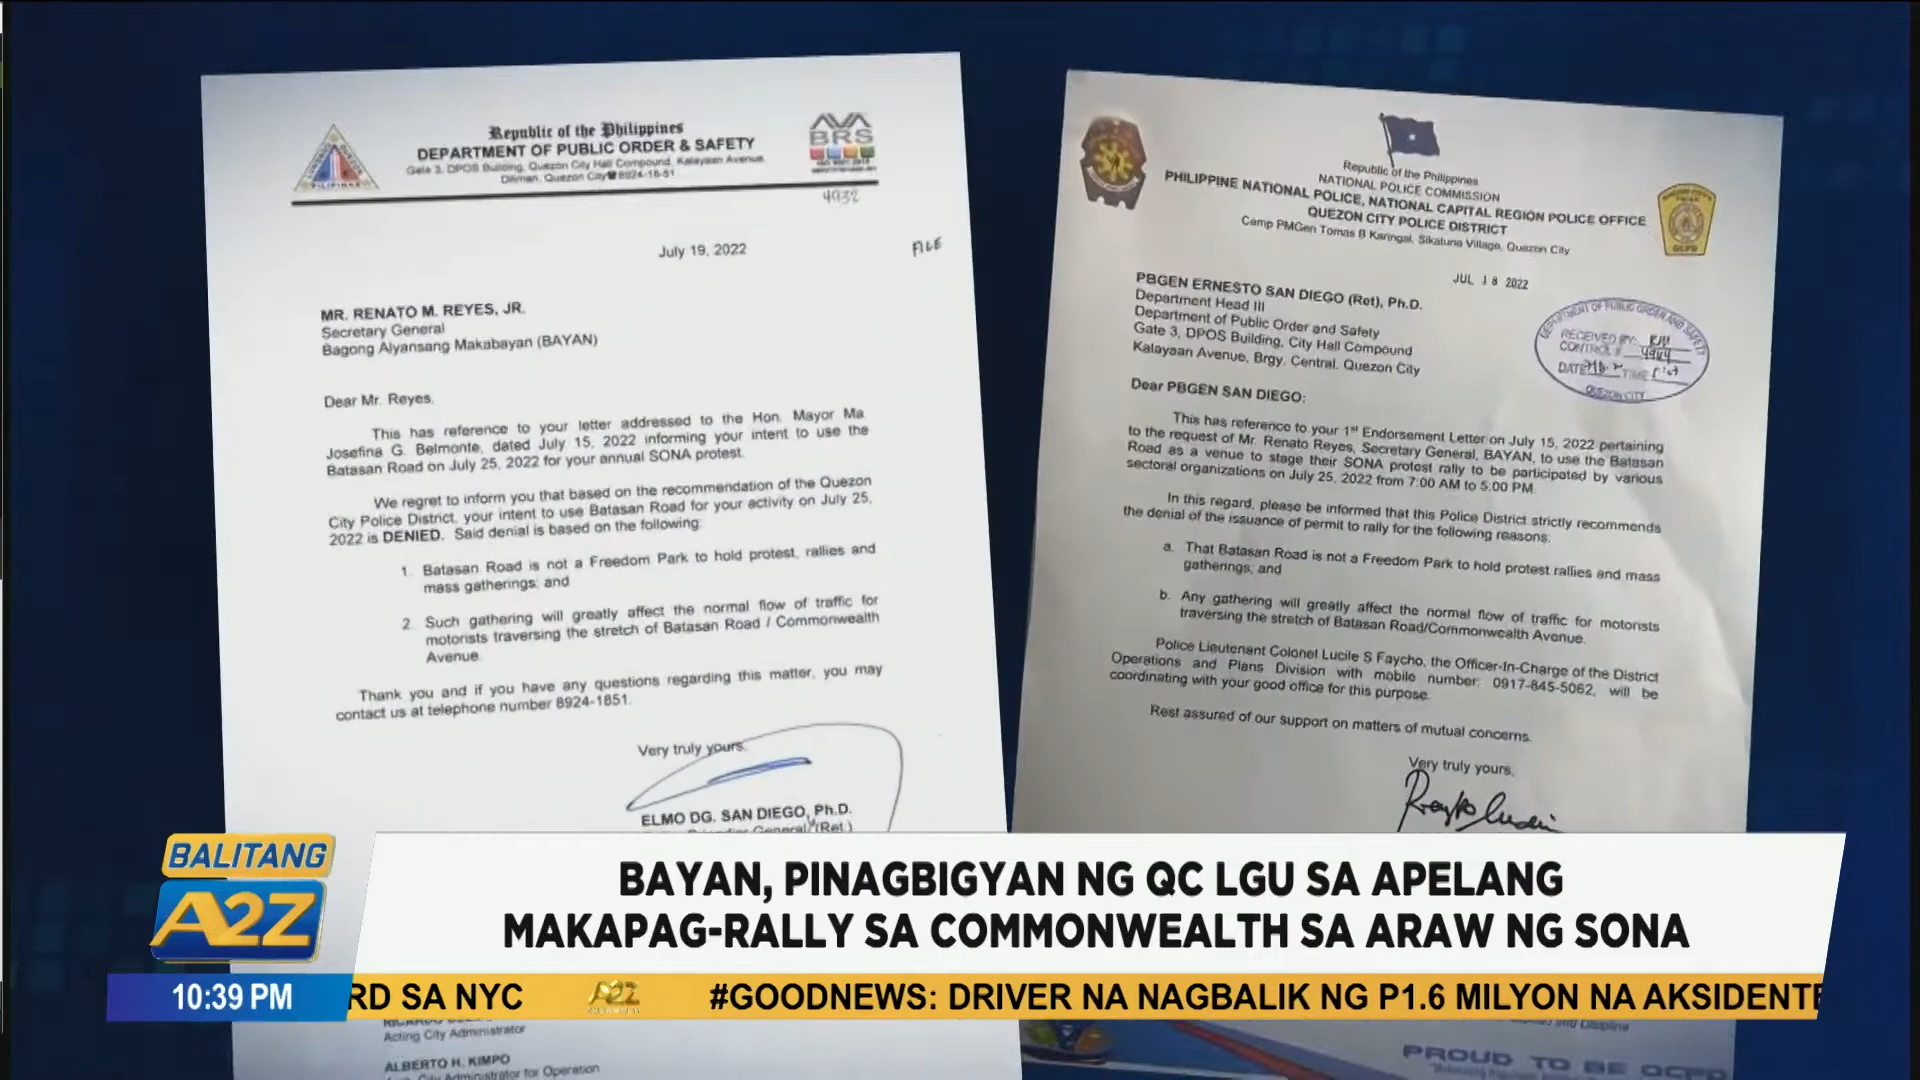 Republic of the Philippines
DEPARTMENT OF PUBLIC ORDER & SAFETY
Gate 3, DPOS Building, Quezon City Hall Compound, Kalayaan Avenue,
Diliman, Quezon City ☎8924-18-51
BRS
4932
July 19, 2022
FILE
MR. RENATO M. REYES, JR.
Secretary General
Bagong Alyansang Makabayan (BAYAN)
Dear Mr. Reyes,
This has reference to your letter addressed to the Hon. Mayor Ma
Josefina G. Belmonte, dated July 15, 2022 informing your intent to use the
Batasan Road on July 25, 2022 for your annual SONA protest.
We regret to inform you that based on the recommendation of the Quezon
City Police District, your intent to use Batasan Road for your activity on July 25,
2022 is DENIED. Said denial is based on the following:
1. Batasan Road is not a Freedom Park to hold protest, rallies and
mass gatherings; and
2. Such gathering will greatly affect the normal flow of traffic for
motorists traversing the stretch of Batasan Road / Commonwealth
Avenue.
Thank you and if you have any questions regarding this matter, you may
contact us at telephone number 8924-1851.
Very truly yours,
ELMO DG. SAN DIEGO, Ph.D.
General (Ret.)
Acting City Administrator
ALBERTO H. KIMPO
City Administrator for Operation
Republic of the Philippines
NATIONAL POLICE COMMISSION
PHILIPPINE NATIONAL POLICE, NATIONAL CAPITAL REGION POLICE OFFICE
QUEZON CITY POLICE DISTRICT
Camp PMGen Tomas B Karingal, Sikatuna Village, Quezon City
QCPD
JUL 18 2022
PBGEN ERNESTO SAN DIEGO (Ret), Ph.D.
Department Head III
Department of Public Order and Safety
Gate 3, DPOS Building, City Hall Compound
Kalayaan Avenue, Brgy. Central, Quezon City
DEPARTMENT OF PUBLIC ORDER AND SAFETY
RECEIVED BY:
CONTROL # 4944
DATE TIME
QUEZON CITY
Dear PBGEN SAN DIEGO:
This has reference to your 1st Endorsement Letter on July 15, 2022 pertaining
to the request of Mr. Renato Reyes, Secretary General, BAYAN, to use the Batasan
Road as a venue to stage their SONA protest rally to be participated by various
sectoral organizations on July 25, 2022 from 7:00 AM to 5:00 PM.
In this regard, please be informed that this Police District strictly recommends
the denial of the issuance of permit to rally for the following reasons:
a. That Batasan Road is not a Freedom Park to hold protest rallies and mass
gatherings; and
b. Any gathering will greatly affect the normal flow of traffic for motorists
traversing the stretch of Batasan Road/Commonwealth Avenue.
Police Lieutenant Colonel Lucile S Faycho, the Officer-In-Charge of the District
Operations and Plans Division with mobile number: 0917-845-5062, will be
coordinating with your good office for this purpose.
Rest assured of our support on matters of mutual concerns.
Very truly yours,
PROUD TO BE QCPD
BALITANG
A2Z
BAYAN, PINAGBIGYAN NG QC LGU SA APELANG
MAKAPAG-RALLY SA COMMONWEALTH SA ARAW NG SONA
10:39 PM
RD SA NYC A2Z #GOODNEWS: DRIVER NA NAGBALIK NG P1.6 MILYON NA AKSIDENTE